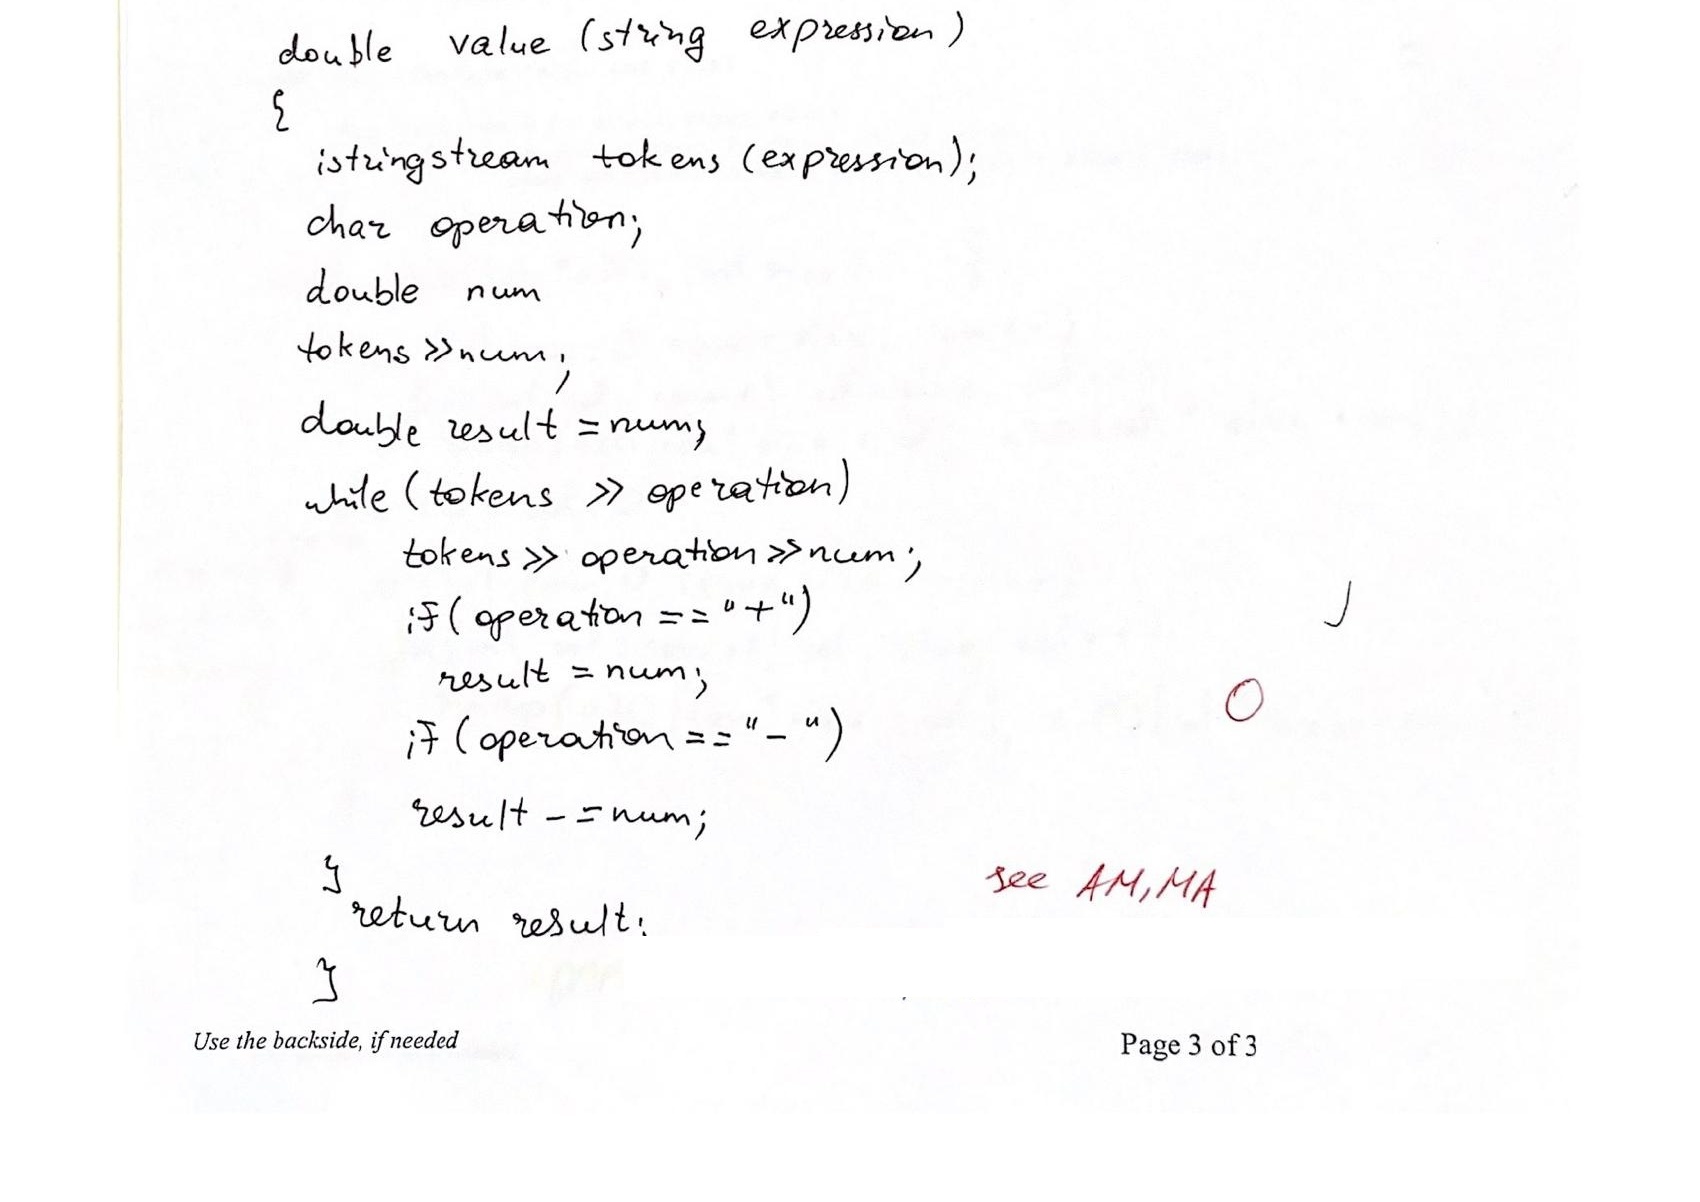 double value (string expression)
{
istringstream tokens (expression);
char operation;
double num
tokens >> num;
double result = num;
while (tokens >> operation)
tokens >> operation >> num;
if ( operation == "+")
result = num;
if (operation == "-")
result -= num;
}
see AM, MA
return result:
}
Use the backside, if needed
Page 3 of 3